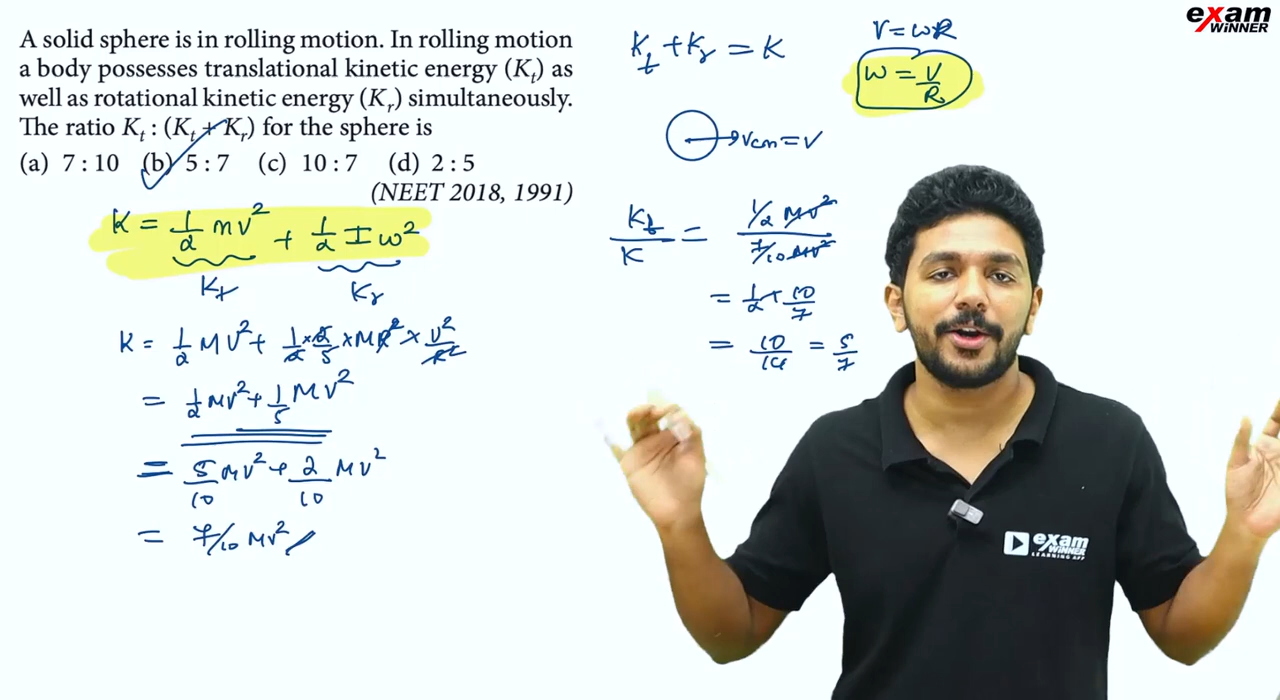 A solid sphere is in rolling motion. In rolling motion
a body possesses translational kinetic energy (Kt) as
well as rotational kinetic energy (Kr) simultaneously.
The ratio Kt : (Kt + Kr) for the sphere is
(a) 7 : 10 (b) 5 : 7 (c) 10 : 7 (d) 2 : 5
(NEET 2018, 1991)
K = 1/2 mv² + 1/2 I ω²
Kt Kr
K = 1/2 MV² + 1/2 × 2/5 × MR² × V²/R²
= 1/2 MV² + 1/5 MV²
= 5/10 MV² + 2/10 MV²
= 7/10 MV²
Kt + Kr = K
V = ωR
ω = V/R
Vcm = V
Kt/K = 1/2 MV² / 7/10 MV²
= 1/2 × 10/7
= 10/14 = 5/7
exam
WiNNER
exam
WiNNER
LEARNING APP